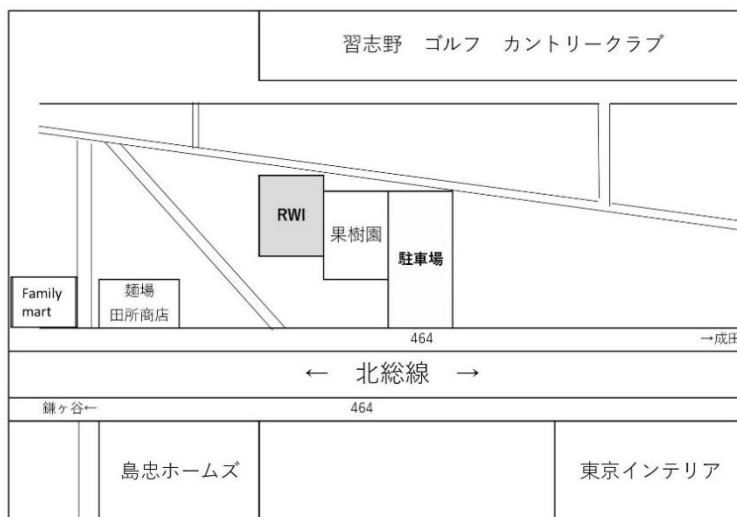 習志野 ゴルフ カントリークラブ
RWI
果樹園
駐車場
Family
mart
麺場
田所商店
464
→成田
← 北総線 →
鎌ヶ谷←
464
島忠ホームズ
東京インテリア